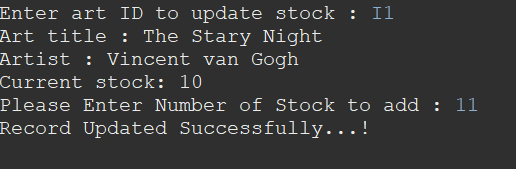 Enter art ID to update stock : I1
Art title : The Stary Night
Artist : Vincent van Gogh
Current stock: 10
Please Enter Number of Stock to add : 11
Record Updated Successfully...!